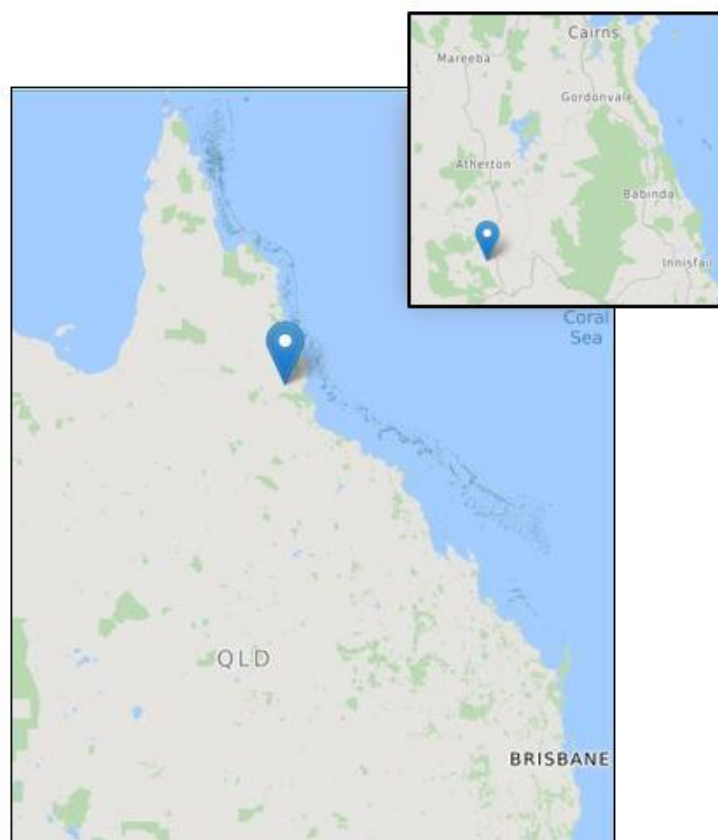 Cairns
Mareeba
Gordonvale
Atherton
Babinda
Innisfail
Coral
Sea
QLD
BRISBANE